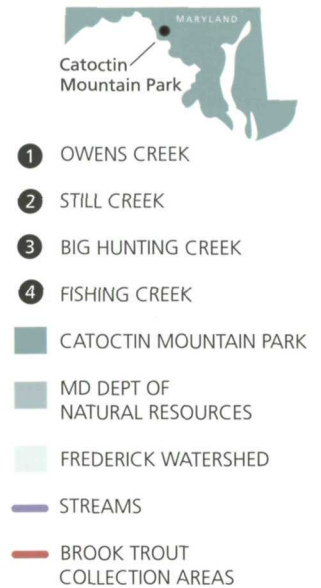 MARYLAND
Catoctin
Mountain Park
1 OWENS CREEK
2 STILL CREEK
3 BIG HUNTING CREEK
4 FISHING CREEK
CATOCTIN MOUNTAIN PARK
MD DEPT OF
NATURAL RESOURCES
FREDERICK WATERSHED
STREAMS
BROOK TROUT
COLLECTION AREAS